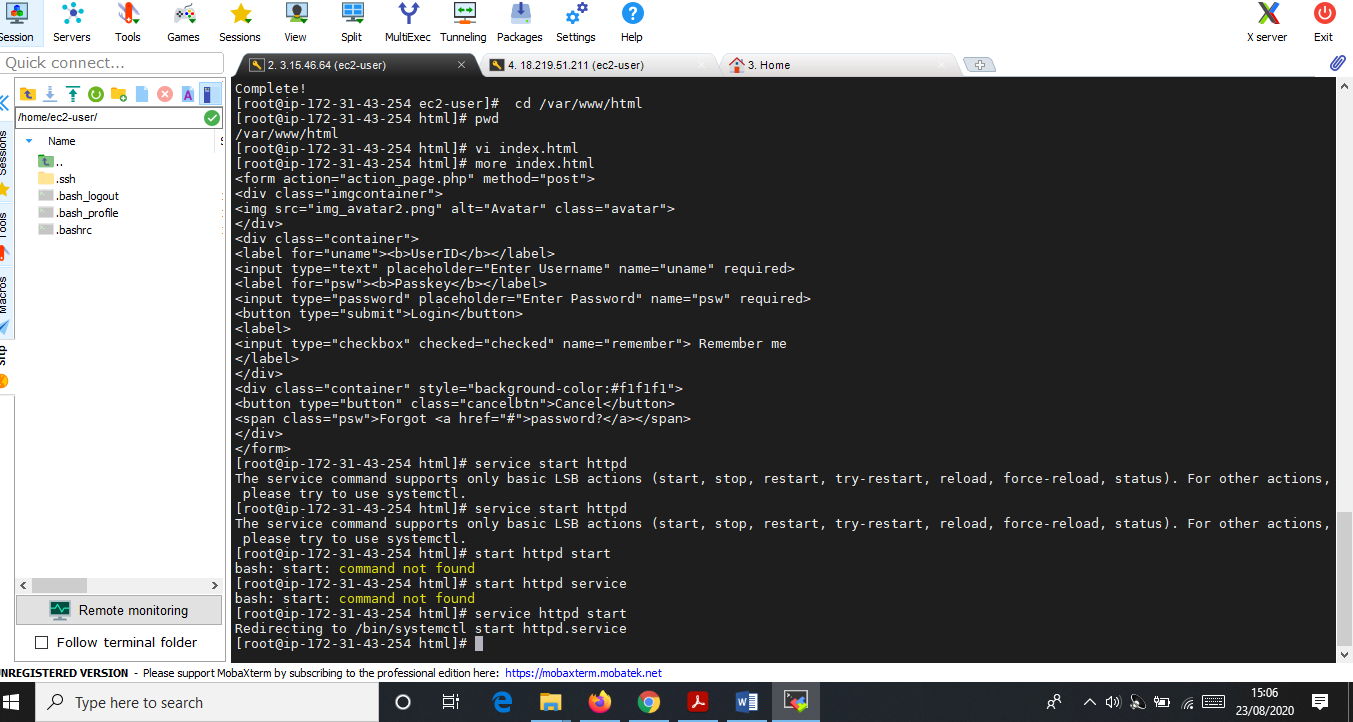 Session Servers Tools Games Sessions View Split MultiExec Tunneling Packages Settings Help X server Exit
Quick connect...
2. 3.15.46.64 (ec2-user)
4. 18.219.51.211 (ec2-user)
3. Home
/home/ec2-user/
Name
..
.ssh
.bash_logout
.bash_profile
.bashrc
Sessions
Tools
Macros
Sftp
Remote monitoring
Follow terminal folder
Complete!
[root@ip-172-31-43-254 ec2-user]#  cd /var/www/html
[root@ip-172-31-43-254 html]# pwd
/var/www/html
[root@ip-172-31-43-254 html]# vi index.html
[root@ip-172-31-43-254 html]# more index.html
<form action="action_page.php" method="post">
<div class="imgcontainer">
<img src="img_avatar2.png" alt="Avatar" class="avatar">
</div>
<div class="container">
<label for="uname"><b>UserID</b></label>
<input type="text" placeholder="Enter Username" name="uname" required>
<label for="psw"><b>Passkey</b></label>
<input type="password" placeholder="Enter Password" name="psw" required>
<button type="submit">Login</button>
<label>
<input type="checkbox" checked="checked" name="remember"> Remember me
</label>
</div>
<div class="container" style="background-color:#f1f1f1">
<button type="button" class="cancelbtn">Cancel</button>
<span class="psw">Forgot <a href="#">password?</a></span>
</div>
</form>
[root@ip-172-31-43-254 html]# service start httpd
The service command supports only basic LSB actions (start, stop, restart, try-restart, reload, force-reload, status). For other actions,
 please try to use systemctl.
[root@ip-172-31-43-254 html]# service start httpd
The service command supports only basic LSB actions (start, stop, restart, try-restart, reload, force-reload, status). For other actions,
 please try to use systemctl.
[root@ip-172-31-43-254 html]# start httpd start
bash: start: command not found
[root@ip-172-31-43-254 html]# start httpd service
bash: start: command not found
[root@ip-172-31-43-254 html]# service httpd start
Redirecting to /bin/systemctl start httpd.service
[root@ip-172-31-43-254 html]#
UNREGISTERED VERSION - Please support MobaXterm by subscribing to the professional edition here: https://mobaxterm.mobatek.net
Type here to search
15:06
23/08/2020